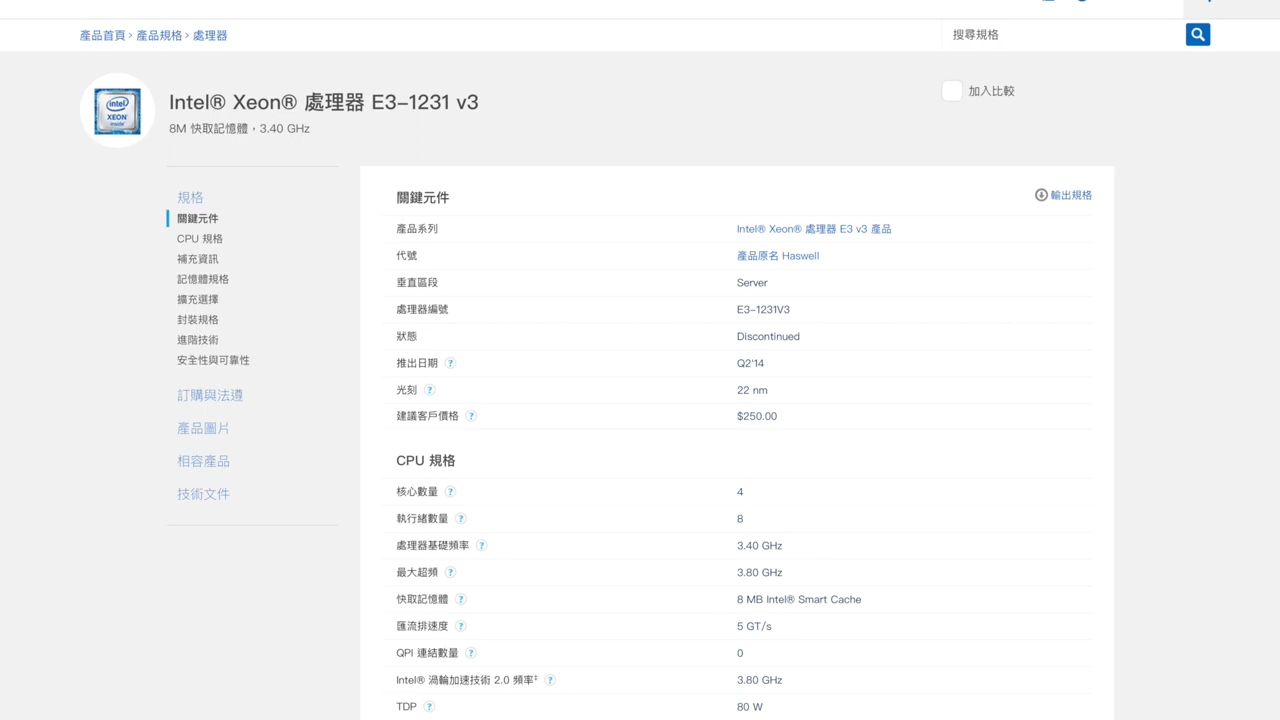 產品首頁 › 產品規格 › 處理器
搜尋規格
intel
XEON
inside
Intel® Xeon® 處理器 E3-1231 v3
8M 快取記憶體，3.40 GHz
加入比較
規格
關鍵元件
CPU 規格
補充資訊
記憶體規格
擴充選擇
封裝規格
進階技術
安全性與可靠性
訂購與法遵
產品圖片
相容產品
技術文件
關鍵元件
輸出規格
產品系列 Intel® Xeon® 處理器 E3 v3 產品
代號 產品原名 Haswell
垂直區段 Server
處理器編號 E3-1231V3
狀態 Discontinued
推出日期 ? Q2'14
光刻 ? 22 nm
建議客戶價格 ? $250.00
CPU 規格
核心數量 ? 4
執行緒數量 ? 8
處理器基礎頻率 ? 3.40 GHz
最大超頻 ? 3.80 GHz
快取記憶體 ? 8 MB Intel® Smart Cache
匯流排速度 ? 5 GT/s
QPI 連結數量 ? 0
Intel® 渦輪加速技術 2.0 頻率‡ ? 3.80 GHz
TDP ? 80 W